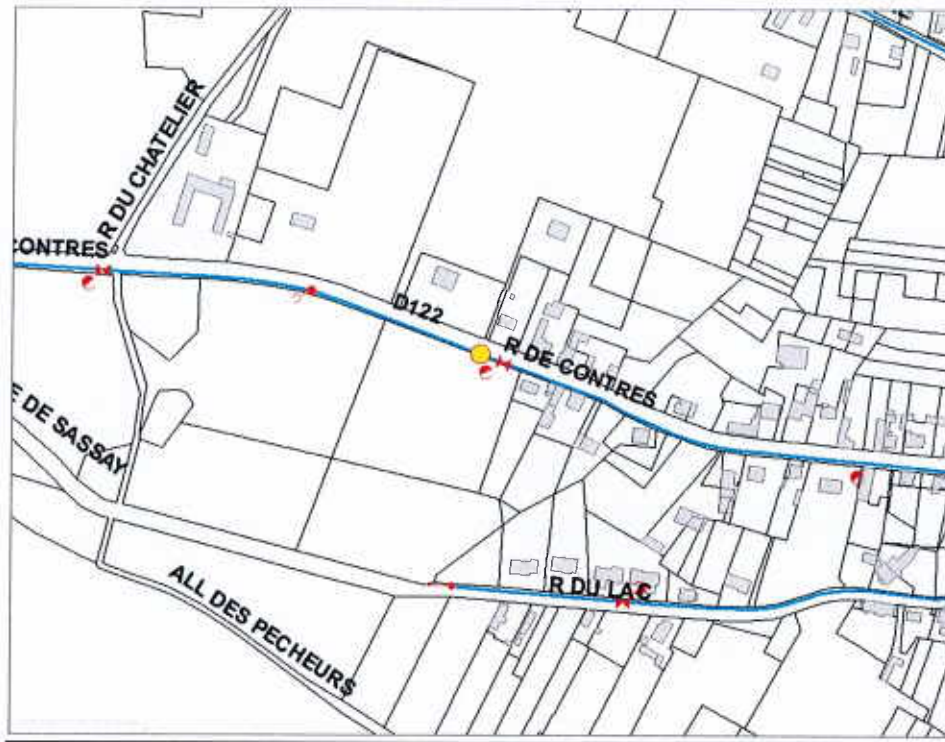 R DU CHATELIER
CONTRES
D122
R DE CONTRES
E DE SASSAY
R DU LAC
ALL DES PECHEURS